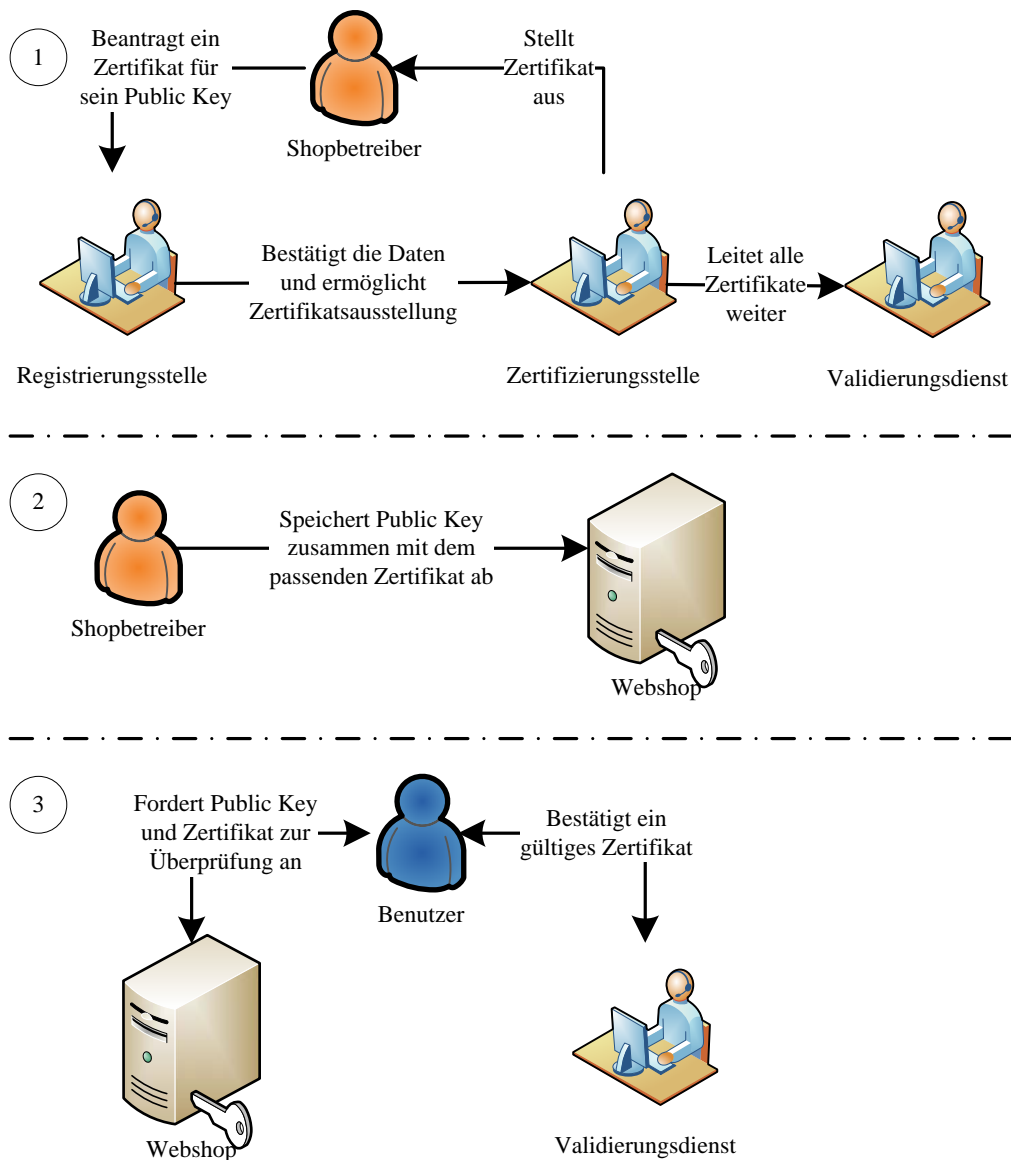 1
Beantragt ein
Zertifikat für
sein Public Key
Stellt
Zertifikat
aus
Shopbetreiber
Bestätigt die Daten
und ermöglicht
Zertifikatsausstellung
Leitet alle
Zertifikate
weiter
Registrierungsstelle
Zertifizierungsstelle
Validierungsdienst
2
Speichert Public Key
zusammen mit dem
passenden Zertifikat ab
Shopbetreiber
Webshop
3
Fordert Public Key
und Zertifikat zur
Überprüfung an
Bestätigt ein
gültiges Zertifikat
Benutzer
Webshop
Validierungsdienst